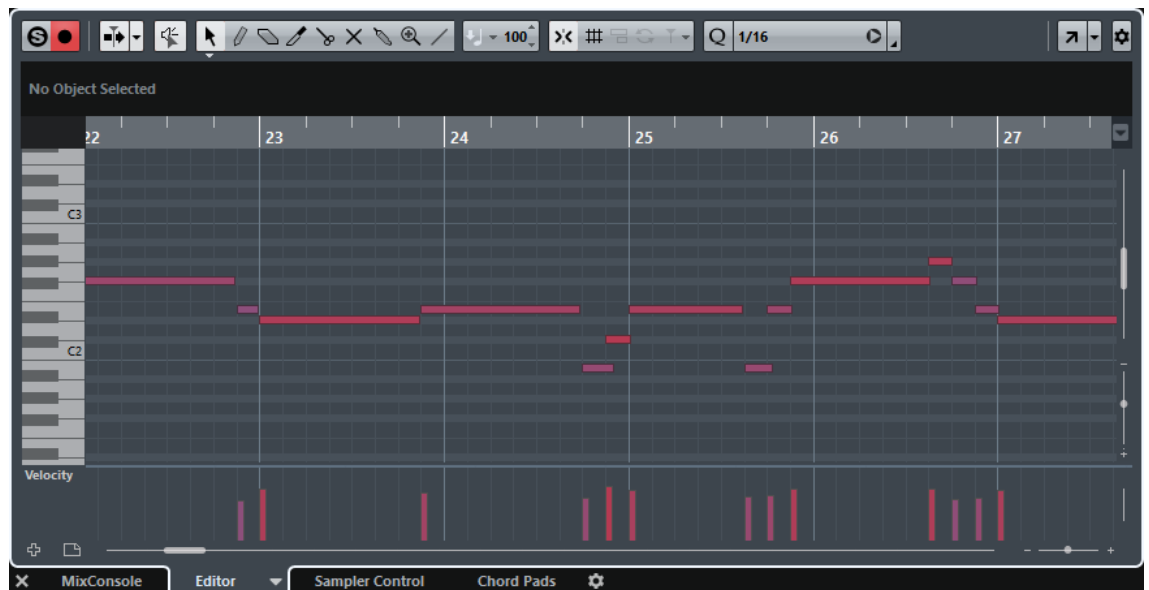 100 Q 1/16
No Object Selected
22 23 24 25 26 27
C3
C2
Velocity
MixConsole Editor Sampler Control Chord Pads